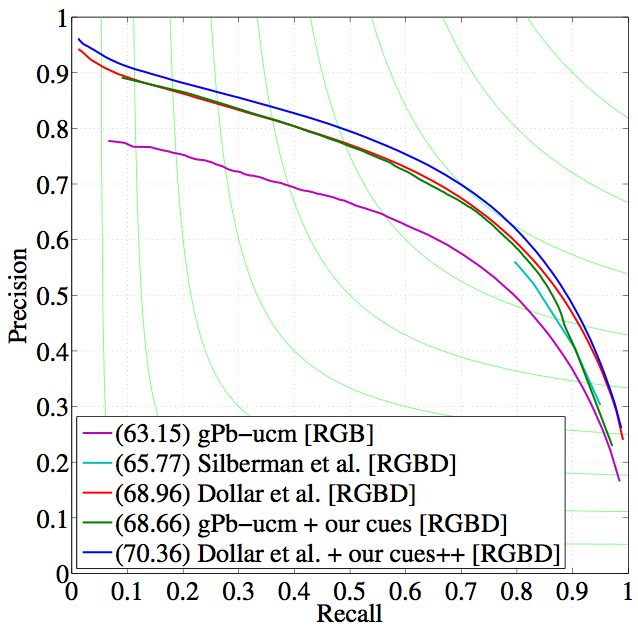 1
0.9
0.8
0.7
0.6
0.5
0.4
0.3
0.2
0.1
0
Precision
(63.15) gPb−ucm [RGB]
(65.77) Silberman et al. [RGBD]
(68.96) Dollar et al. [RGBD]
(68.66) gPb−ucm + our cues [RGBD]
(70.36) Dollar et al. + our cues++ [RGBD]
0 0.1 0.2 0.3 0.4 0.5 0.6 0.7 0.8 0.9 1
Recall